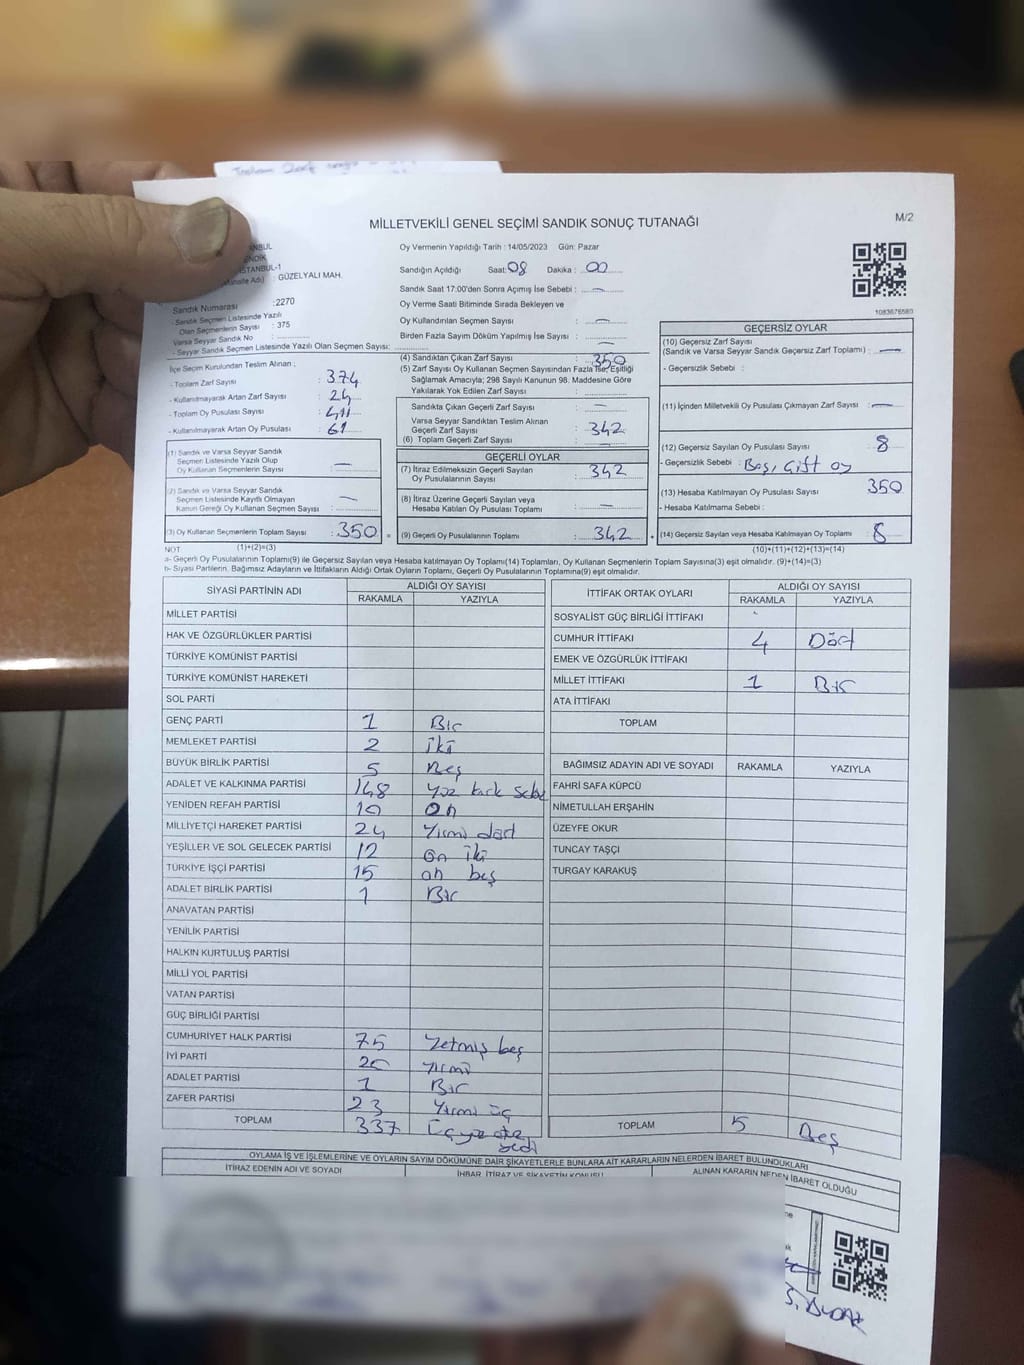 MİLLETVEKİLİ GENEL SEÇİMİ SANDIK SONUÇ TUTANAĞI
M/2
Oy Vermenin Yapıldığı Tarih : 14/05/2023 Gün: Pazar
Sandığın Açıldığı Saat: 08 Dakika : 00
İSTANBUL-1
: GÜZELYALI MAH.
Sandık Numarası : 2270
- Sandık Seçmen Listesinde Yazılı
Olan Seçmenlerin Sayısı : 375
Varsa Seyyar Sandık No :
- Seyyar Sandık Seçmen Listesinde Yazılı Olan Seçmen Sayısı:
Sandık Saat 17:00'den Sonra Açımış İse Sebebi : —
Oy Verme Saati Bitiminde Sırada Bekleyen ve
Oy Kullandırılan Seçmen Sayısı : —
Birden Fazla Sayım Dökümü Yapılmış İse Sayısı : —
1083676580
İlçe Seçim Kurulundan Teslim Alınan ;
- Toplam Zarf Sayısı : 374
- Kullanılmayarak Artan Zarf Sayısı : 24
- Toplam Oy Pusulası Sayısı : 411
- Kullanılmayarak Artan Oy Pusulası : 61
(1) Sandık ve Varsa Seyyar Sandık
Seçmen Listesinde Yazılı Olup
Oy Kullanan Seçmenlerin Sayısı : —
(2) Sandık ve Varsa Seyyar Sandık
Seçmen Listesinde Kayıtlı Olmayan
Kanun Gereği Oy Kullanan Seçmen Sayısı : —
(3) Oy Kullanan Seçmenlerin Toplam Sayısı : 350
(1)+(2)=(3)
(4) Sandıktan Çıkan Zarf Sayısı : 350
(5) Zarf Sayısı Oy Kullanan Seçmen Sayısından Fazla İse, Eşitliği
Sağlamak Amacıyla; 298 Sayılı Kanunun 98. Maddesine Göre
Yakılarak Yok Edilen Zarf Sayısı : —
Sandıkta Çıkan Geçerli Zarf Sayısı : —
Varsa Seyyar Sandıktan Teslim Alınan
Geçerli Zarf Sayısı : 342
(6) Toplam Geçerli Zarf Sayısı : —
GEÇERLİ OYLAR
(7) İtiraz Edilmeksizin Geçerli Sayılan
Oy Pusulalarının Sayısı : 342
(8) İtiraz Üzerine Geçerli Sayılan veya
Hesaba Katılan Oy Pusulası Toplamı : —
(9) Geçerli Oy Pusulalarının Toplamı : 342
GEÇERSİZ OYLAR
(10) Geçersiz Zarf Sayısı
(Sandık ve Varsa Seyyar Sandık Geçersiz Zarf Toplamı) : —
- Geçersizlik Sebebi :
(11) İçinden Milletvekili Oy Pusulası Çıkmayan Zarf Sayısı : —
(12) Geçersiz Sayılan Oy Pusulası Sayısı : 8
- Geçersizlik Sebebi : Boş, Çift oy
(13) Hesaba Katılmayan Oy Pusulası Sayısı 350
- Hesaba Katılmama Sebebi :
(14) Geçersiz Sayılan veya Hesaba Katılmayan Oy Toplamı : 8
(10)+(11)+(12)+(13)=(14)
NOT
a- Geçerli Oy Pusulalarının Toplamı(9) ile Geçersiz Sayılan veya Hesaba katılmayan Oy Toplamı(14) Toplamları, Oy Kullanan Seçmenlerin Toplam Sayısına(3) eşit olmalıdır. (9)+(14)=(3)
b- Siyasi Partilerin, Bağımsız Adayların ve İttifakların Aldığı Ortak Oyların Toplamı, Geçerli Oy Pusulalarının Toplamına(9) eşit olmalıdır.
SİYASİ PARTİNİN ADI ALDIĞI OY SAYISI
RAKAMLA YAZIYLA
MİLLET PARTİSİ
HAK VE ÖZGÜRLÜKLER PARTİSİ
TÜRKİYE KOMÜNİST PARTİSİ
TÜRKİYE KOMÜNİST HAREKETİ
SOL PARTİ
GENÇ PARTİ 1 Bir
MEMLEKET PARTİSİ 2 iki
BÜYÜK BİRLİK PARTİSİ 5 Beş
ADALET VE KALKINMA PARTİSİ 148 Yüz kırk
YENİDEN REFAH PARTİSİ 10 On
MİLLİYETÇİ HAREKET PARTİSİ 24 Yirmi dört
YEŞİLLER VE SOL GELECEK PARTİSİ 12 On iki
TÜRKİYE İŞÇİ PARTİSİ 15 on beş
ADALET BİRLİK PARTİSİ 1 Bir
ANAVATAN PARTİSİ
YENİLİK PARTİSİ
HALKIN KURTULUŞ PARTİSİ
MİLLİ YOL PARTİSİ
VATAN PARTİSİ
GÜÇ BİRLİĞİ PARTİSİ
CUMHURİYET HALK PARTİSİ 75 Yetmiş beş
İYİ PARTİ 20 Yirmi
ADALET PARTİSİ 1 Bir
ZAFER PARTİSİ 23 Yirmi üç
TOPLAM 337 Üçyüz otuz
yedi
İTTİFAK ORTAK OYLARI ALDIĞI OY SAYISI
RAKAMLA YAZIYLA
SOSYALİST GÜÇ BİRLİĞİ İTTİFAKI
CUMHUR İTTİFAKI 4 Dört
EMEK VE ÖZGÜRLÜK İTTİFAKI
MİLLET İTTİFAKI 1 Bir
ATA İTTİFAKI
TOPLAM
BAĞIMSIZ ADAYIN ADI VE SOYADI RAKAMLA YAZIYLA
FAHRİ SAFA KÜPCÜ
NİMETULLAH ERŞAHİN
ÜZEYFE OKUR
TUNCAY TAŞÇI
TURGAY KARAKUŞ
TOPLAM 5 Beş
OYLAMA İŞ VE İŞLEMLERİNE VE OYLARIN SAYIM DÖKÜMÜNE DAİR ŞİKAYETLERLE BUNLARA AİT KARARLARIN NELERDEN İBARET BULUNDUKLARI
İTİRAZ EDENİN ADI VE SOYADI İHBAR, İTİRAZ VE ŞİKAYETİN KONUSU ALINAN KARARIN NEDEN İBARET OLDUĞU